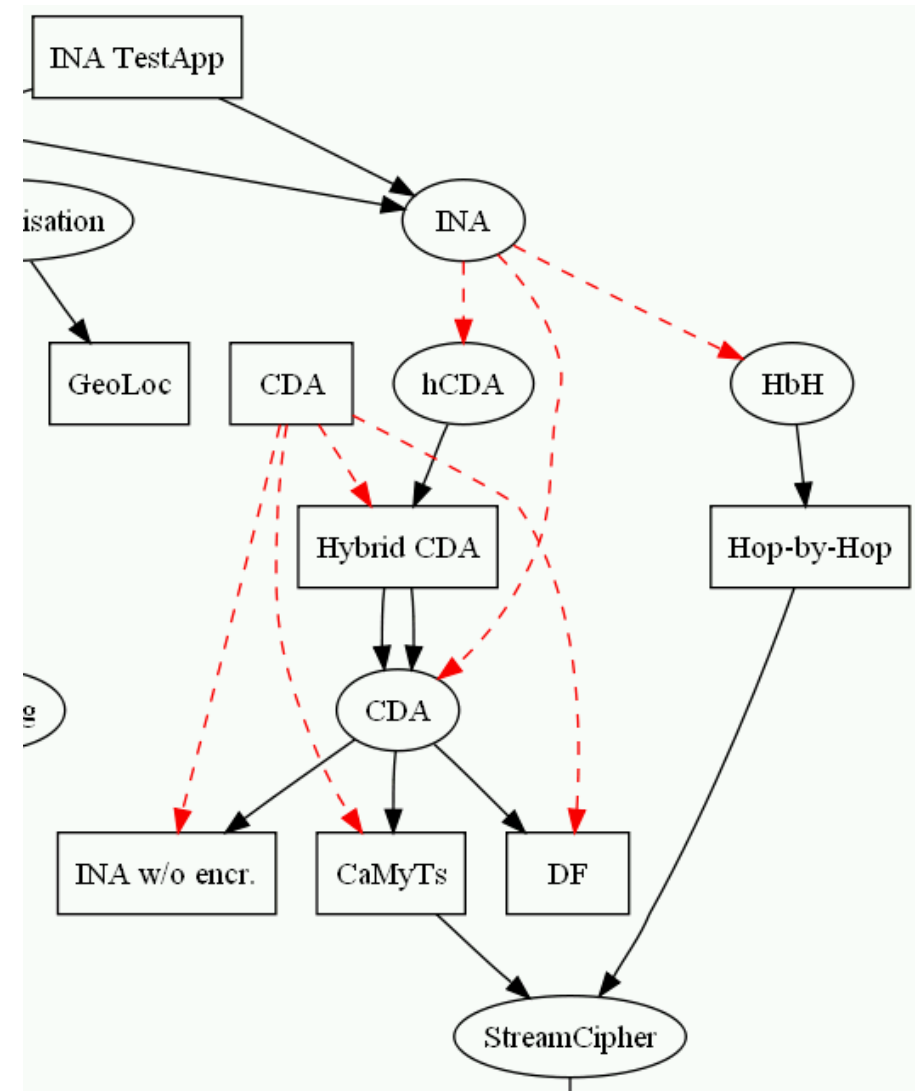 INA TestApp
INA
isation
GeoLoc
CDA
hCDA
HbH
Hybrid CDA
Hop-by-Hop
g
CDA
INA w/o encr.
CaMyTs
DF
StreamCipher